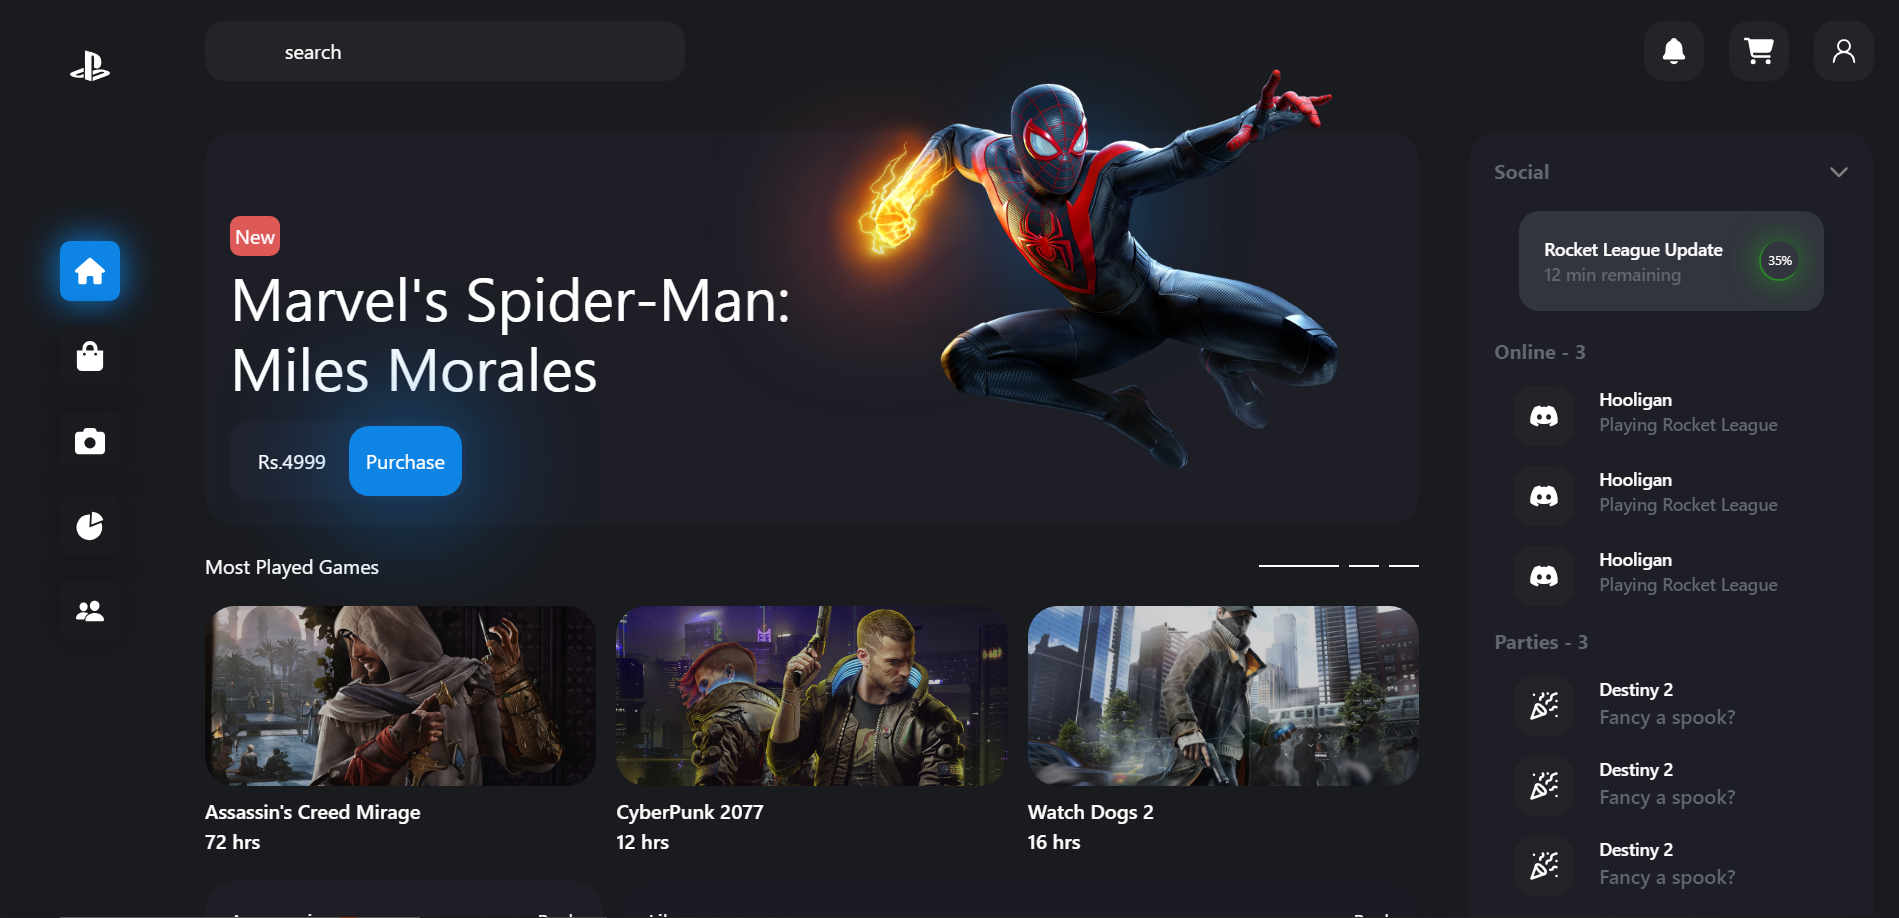 search
New
Marvel's Spider-Man:
Miles Morales
Rs.4999
Purchase
Most Played Games
Assassin's Creed Mirage
72 hrs
CyberPunk 2077
12 hrs
Watch Dogs 2
16 hrs
Social
Rocket League Update
12 min remaining
35%
Online - 3
Hooligan
Playing Rocket League
Hooligan
Playing Rocket League
Hooligan
Playing Rocket League
Parties - 3
Destiny 2
Fancy a spook?
Destiny 2
Fancy a spook?
Destiny 2
Fancy a spook?